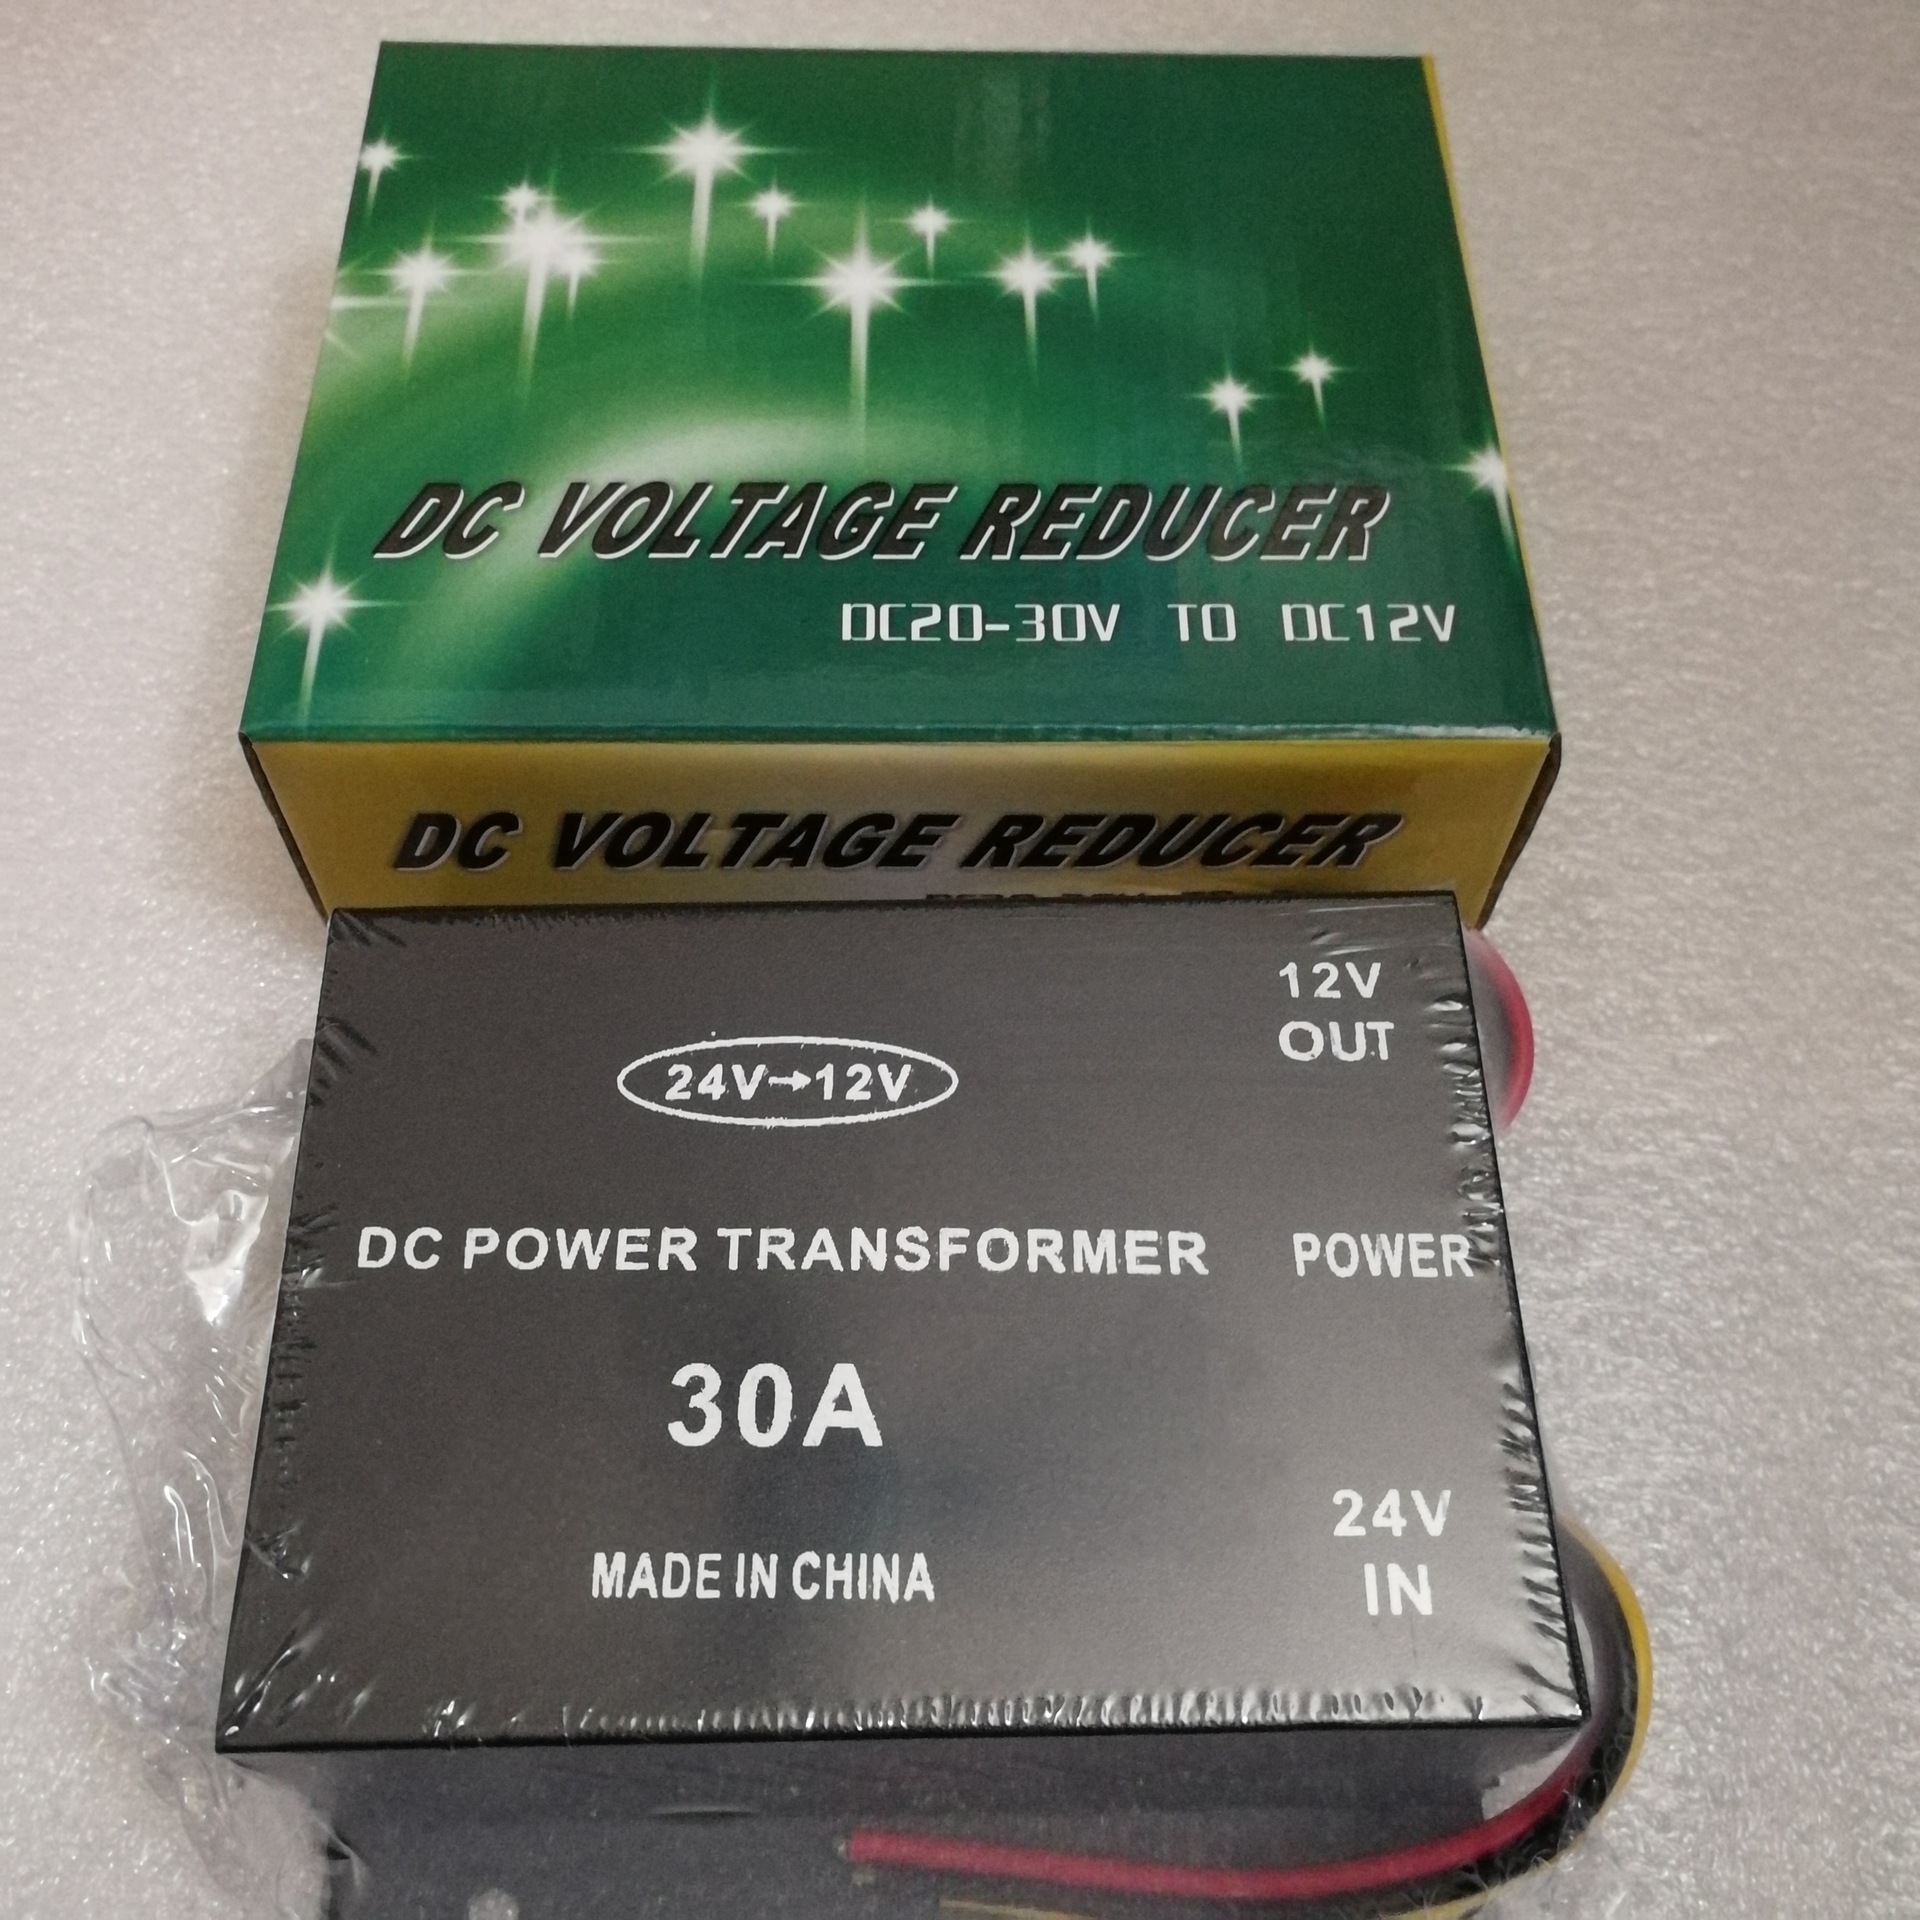 DC VOLTAGE REDUCER
DC20-30V TO DC12V
DC VOLTAGE REDUCER
12V
OUT
24V→12V
DC POWER TRANSFORMER
POWER
30A
24V
IN
MADE IN CHINA